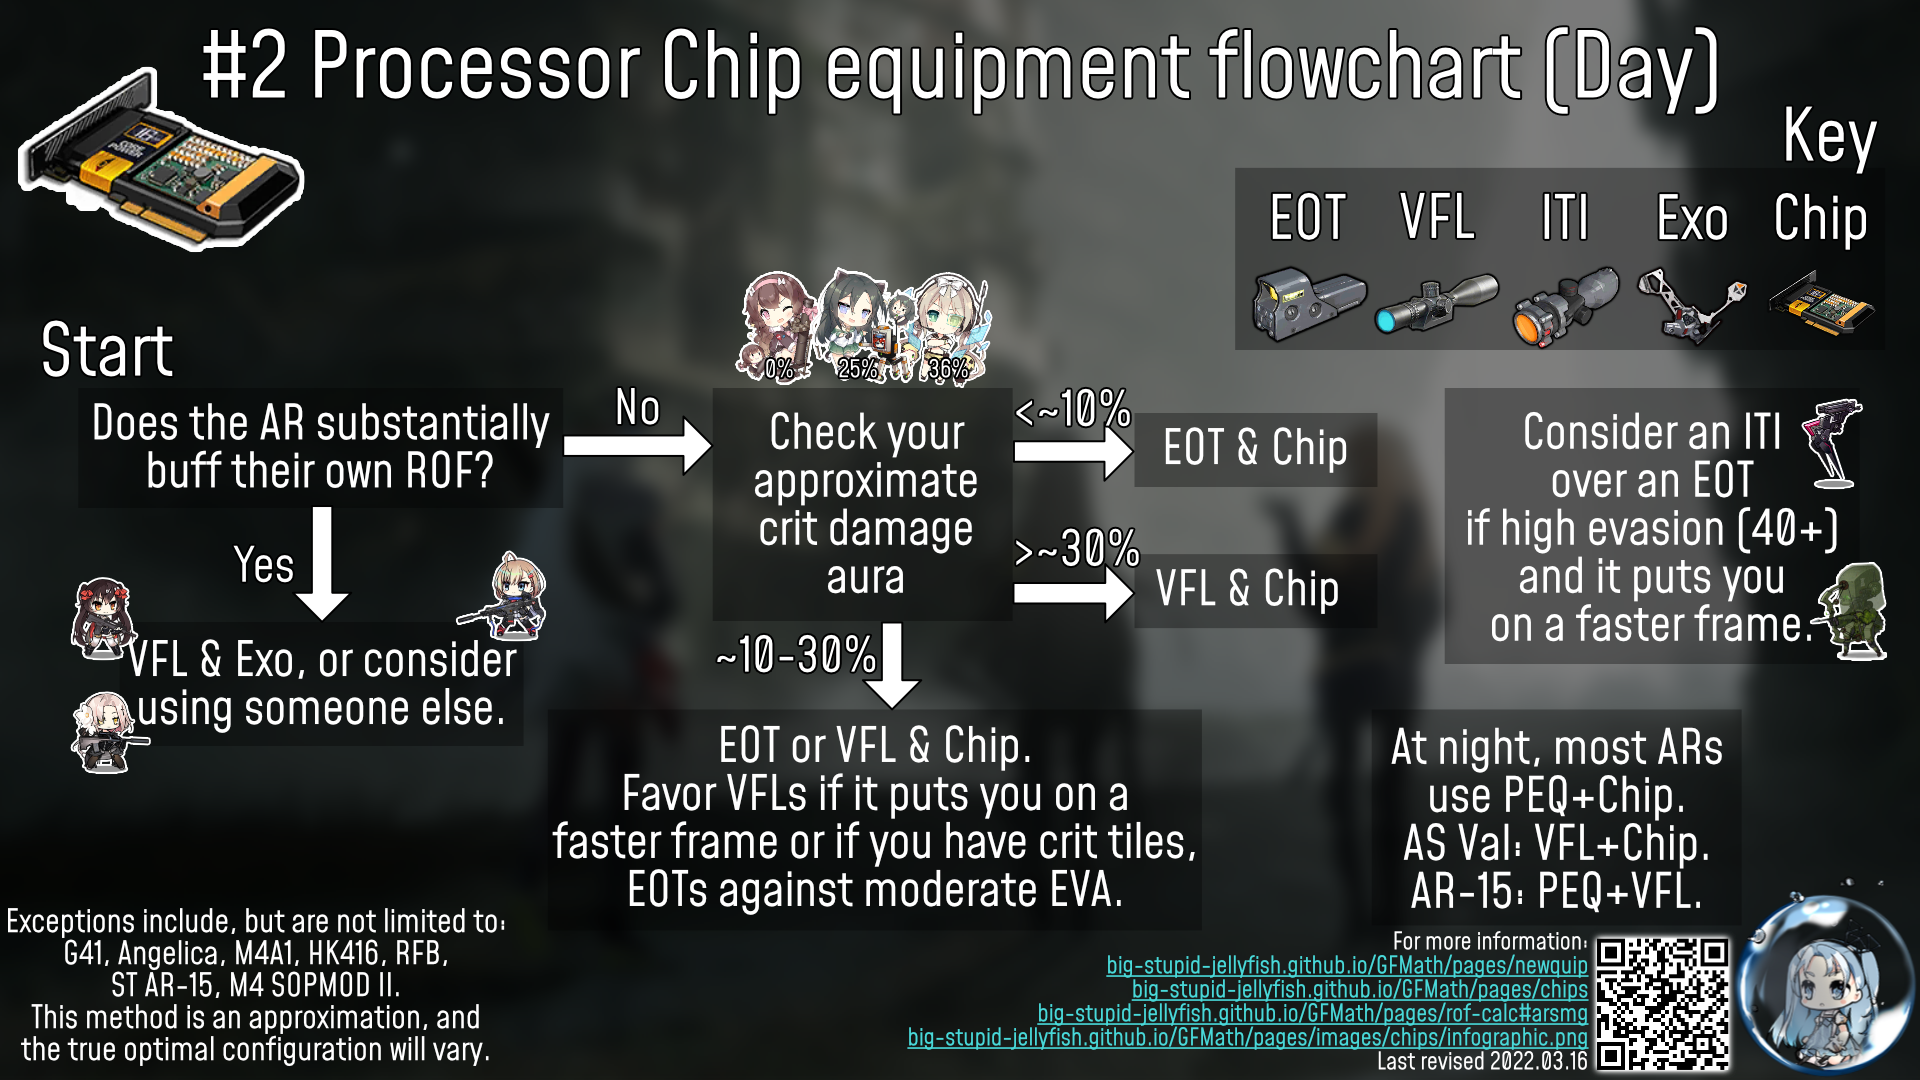 #2 Processor Chip equipment flowchart (Day)
16
CORE
POWER
Key
EOT VFL ITI Exo Chip
Start
Does the AR substantially
buff their own ROF?
No
Yes
VFL & Exo, or consider
using someone else.
0% 25% 36%
Check your
approximate
crit damage
aura
<~10%
EOT & Chip
>~30%
VFL & Chip
~10-30%
EOT or VFL & Chip.
Favor VFLs if it puts you on a
faster frame or if you have crit tiles,
EOTs against moderate EVA.
Consider an ITI
over an EOT
if high evasion (40+)
and it puts you
on a faster frame.
At night, most ARs
use PEQ+Chip.
AS Val: VFL+Chip.
AR-15: PEQ+VFL.
Exceptions include, but are not limited to:
G41, Angelica, M4A1, HK416, RFB,
ST AR-15, M4 SOPMOD II.
This method is an approximation, and
the true optimal configuration will vary.
For more information:
big-stupid-jellyfish.github.io/GFMath/pages/newquip
big-stupid-jellyfish.github.io/GFMath/pages/chips
big-stupid-jellyfish.github.io/GFMath/pages/rof-calc#arsmg
big-stupid-jellyfish.github.io/GFMath/pages/images/chips/infographic.png
Last revised 2022.03.16